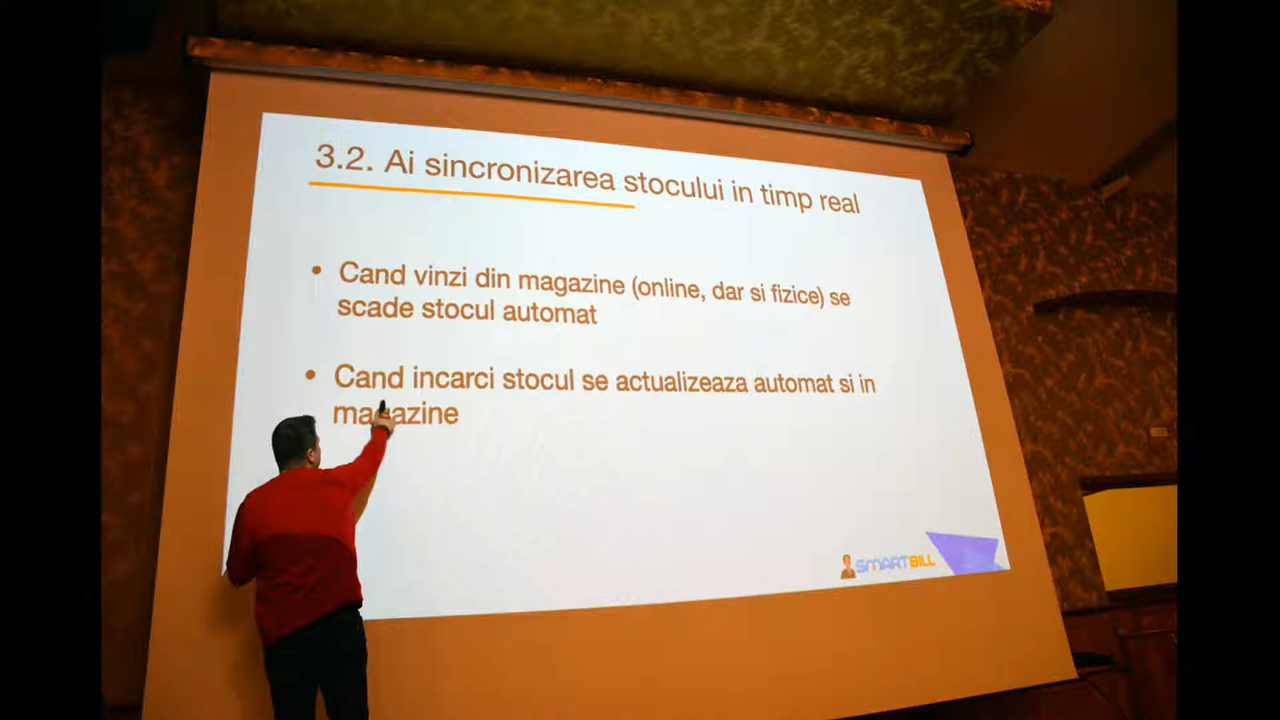 3.2. Ai sincronizarea stocului in timp real
• Cand vinzi din magazine (online, dar si fizice) se
scade stocul automat
• Cand incarci stocul se actualizeaza automat si in
magazine
SMARTBILL